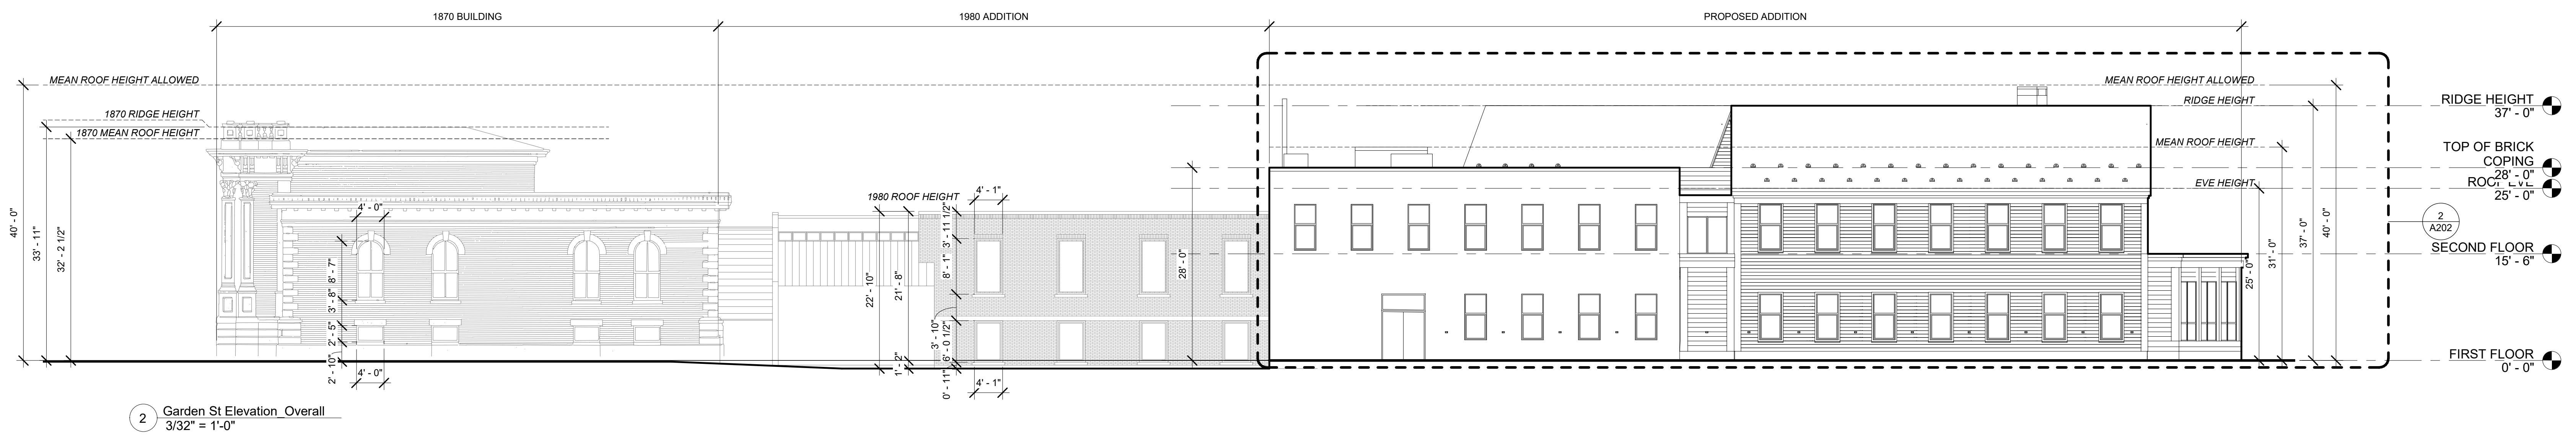 1870 BUILDING
1980 ADDITION
PROPOSED ADDITION
MEAN ROOF HEIGHT ALLOWED
MEAN ROOF HEIGHT ALLOWED
1870 RIDGE HEIGHT
1870 MEAN ROOF HEIGHT
RIDGE HEIGHT
MEAN ROOF HEIGHT
1980 ROOF HEIGHT
EVE HEIGHT
40' - 0"
33' - 11"
32' - 2 1/2"
4' - 0"
8' - 7"
3' - 8"
2' - 5"
2' - 10"
4' - 0"
22' - 10"
21' - 8"
1' - 2"
4' - 1"
3' - 11 1/2"
8' - 1"
3' - 10"
6' - 0 1/2"
0' - 11"
4' - 1"
28' - 0"
25' - 0"
31' - 0"
37' - 0"
40' - 0"
RIDGE HEIGHT
37' - 0"
TOP OF BRICK
COPING
28' - 0"
ROOF EVE
25' - 0"
2
A202
SECOND FLOOR
15' - 6"
FIRST FLOOR
0' - 0"
2
Garden St Elevation_Overall
3/32" = 1'-0"